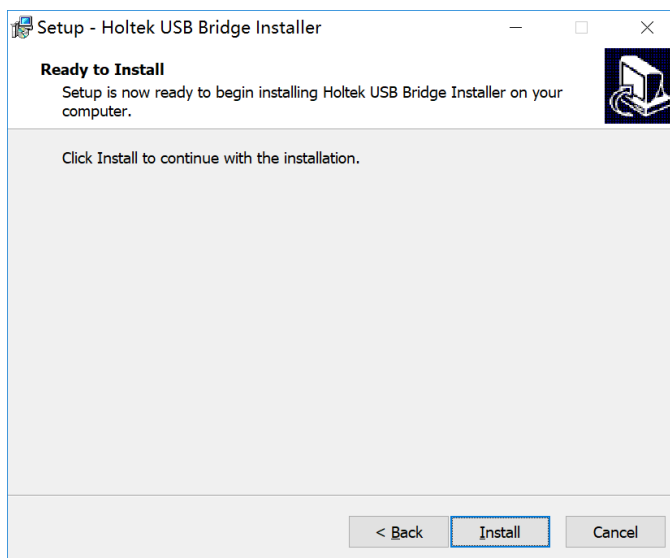 Setup - Holtek USB Bridge Installer
Ready to Install
Setup is now ready to begin installing Holtek USB Bridge Installer on your
computer.
Click Install to continue with the installation.
< Back
Install
Cancel